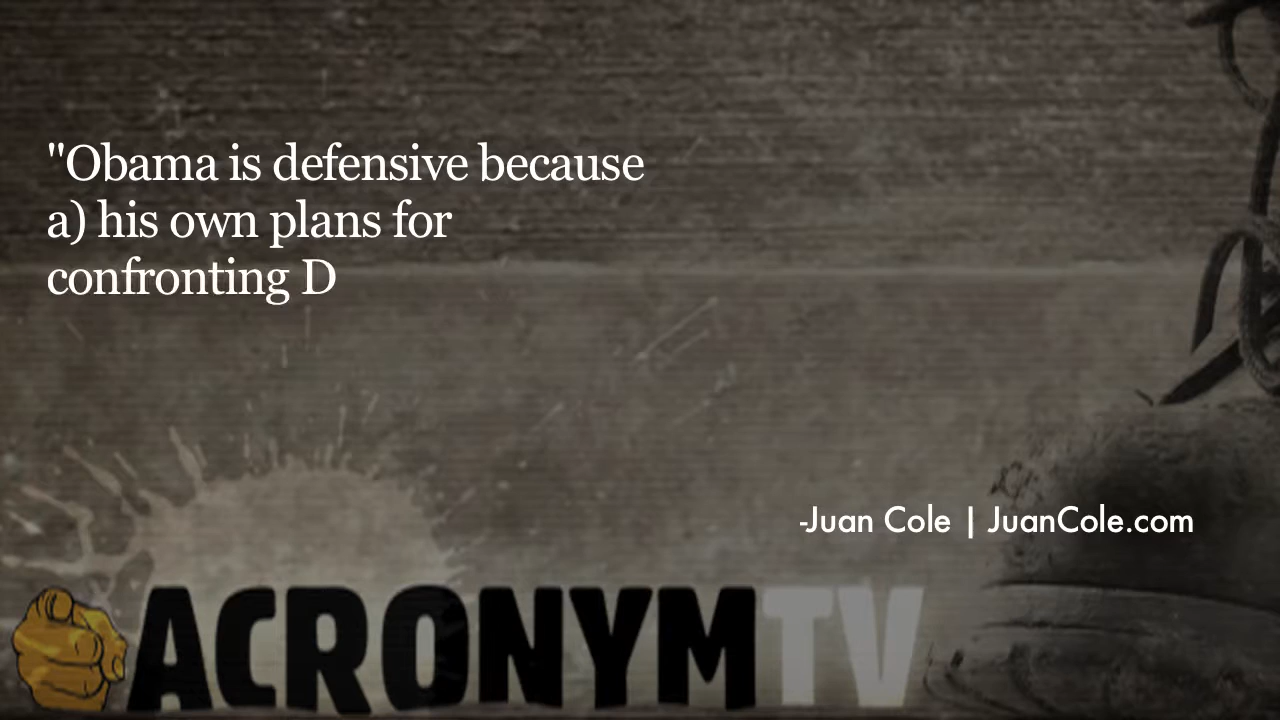 "Obama is defensive because
a) his own plans for
confronting D
-Juan Cole | JuanCole.com
ACRONYMTV